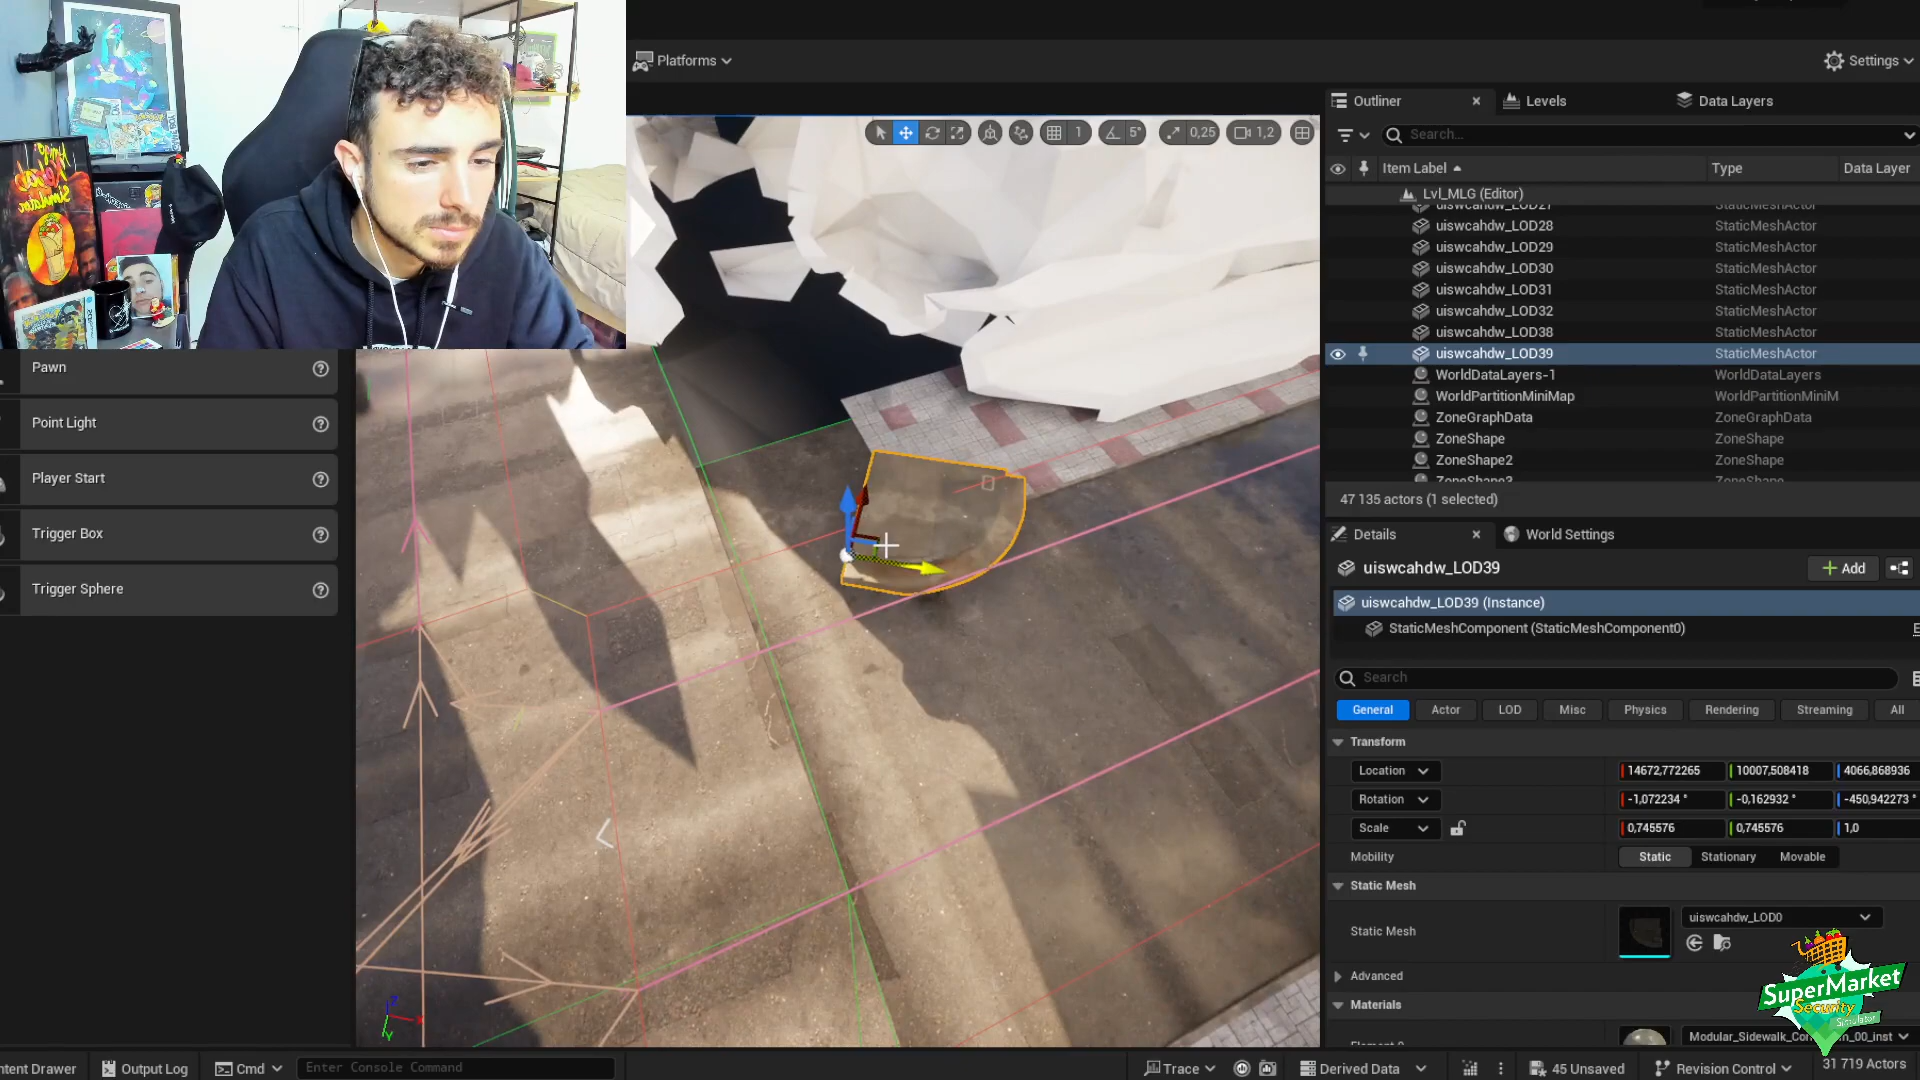 Platforms
Settings
Outliner
Levels
Data Layers
Search...
Item Label
Type
Data Layer
Lvl_MLG (Editor)
uiswcahdw_LOD27
uiswcahdw_LOD28 StaticMeshActor
uiswcahdw_LOD29 StaticMeshActor
uiswcahdw_LOD30 StaticMeshActor
uiswcahdw_LOD31 StaticMeshActor
uiswcahdw_LOD32 StaticMeshActor
uiswcahdw_LOD38 StaticMeshActor
uiswcahdw_LOD39 StaticMeshActor
WorldDataLayers-1 WorldDataLayers
WorldPartitionMiniMap WorldPartitionMiniM
ZoneGraphData ZoneGraphData
ZoneShape ZoneShape
ZoneShape2 ZoneShape
ZoneShape3 ZoneShape
47 135 actors (1 selected)
1
5°
0,25
1,2
Pawn
Point Light
Player Start
Trigger Box
Trigger Sphere
Details
World Settings
uiswcahdw_LOD39
+ Add
uiswcahdw_LOD39 (Instance)
StaticMeshComponent (StaticMeshComponent0)
Search
General Actor LOD Misc Physics Rendering Streaming All
Transform
Location 14672,772265 10007,508418 4066,868936
Rotation -1,072234 ° -0,162932 ° -450,942273 °
Scale 0,745576 0,745576 1,0
Mobility Static Stationary Movable
Static Mesh
Static Mesh uiswcahdw_LOD0
Advanced
Materials
SuperMarket
Security
Simulator
Z
Y
ntent Drawer
Output Log
Cmd
Enter Console Command
Trace
Derived Data
45 Unsaved
Revision Control
31 719 Actors